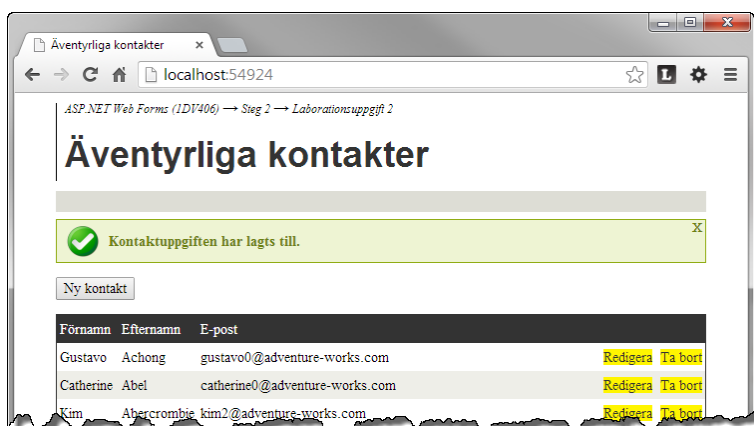 Äventyrliga kontakter
localhost:54924
ASP.NET Web Forms (1DV406) → Steg 2 → Laborationsuppgift 2
Äventyrliga kontakter
Kontaktuppgiften har lagts till. X
Ny kontakt
Förnamn Efternamn E-post
Gustavo Achong gustavo0@adventure-works.com Redigera Ta bort
Catherine Abel catherine0@adventure-works.com Redigera Ta bort
Kim Abercrombie kim2@adventure-works.com Redigera Ta bort